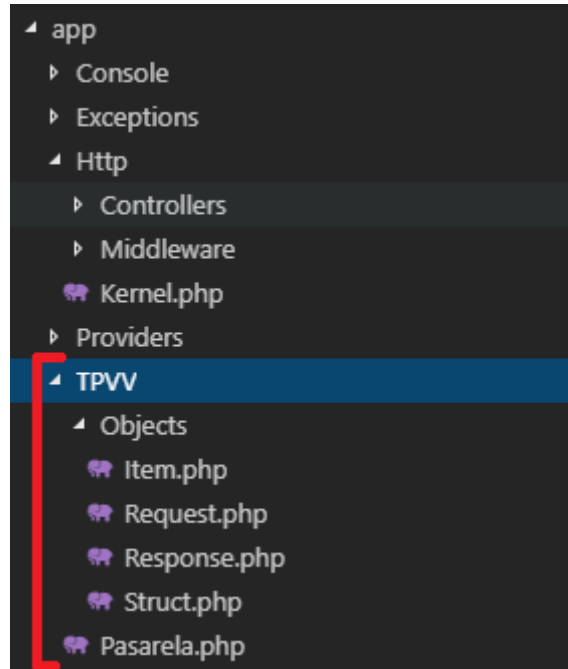 app
Console
Exceptions
Http
Controllers
Middleware
Kernel.php
Providers
TPVV
Objects
Item.php
Request.php
Response.php
Struct.php
Pasarela.php